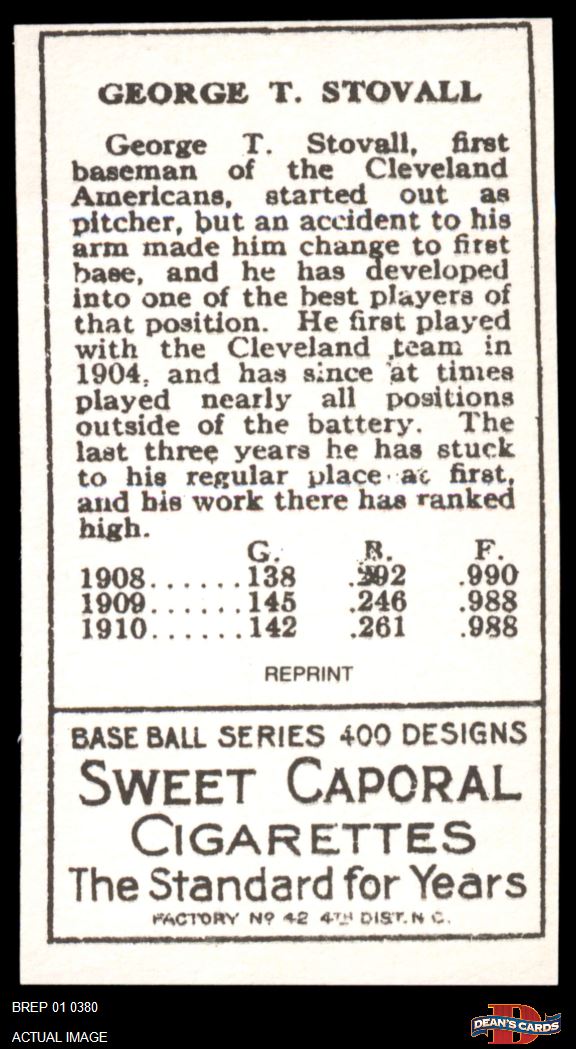 GEORGE T. STOVALL
George T. Stovall, first
baseman of the Cleveland
Americans, started out as
pitcher, but an accident to his
arm made him change to first
base, and he has developed
into one of the best players of
that position. He first played
with the Cleveland team in
1904, and has since at times
played nearly all positions
outside of the battery. The
last three years he has stuck
to his regular place at first,
and his work there has ranked
high.
G. B. F.
1908......138 .292 .990
1909......145 .246 .988
1910......142 .261 .988
REPRINT
BASE BALL SERIES 400 DESIGNS
SWEET CAPORAL
CIGARETTES
The Standard for Years
FACTORY Nº 42 4TH DIST. N C.
BREP 01 0380
ACTUAL IMAGE
D
DEAN'S CARDS